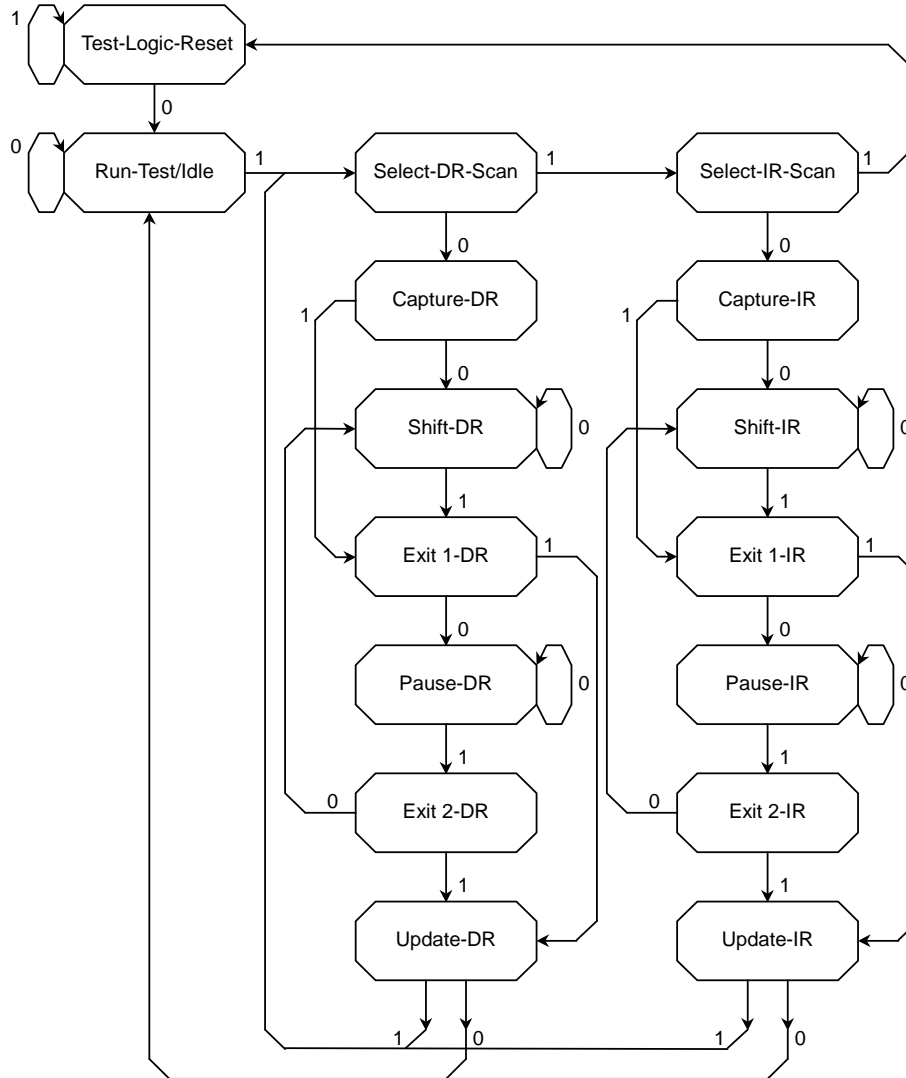 1
Test-Logic-Reset
0
0
Run-Test/Idle
1
Select-DR-Scan
1
Select-IR-Scan
1
0
0
Capture-DR
Capture-IR
1
1
0
0
Shift-DR
0
Shift-IR
0
1
1
Exit 1-DR
1
Exit 1-IR
1
0
0
Pause-DR
0
Pause-IR
0
1
1
0
Exit 2-DR
0
Exit 2-IR
1
1
Update-DR
Update-IR
1
0
1
0